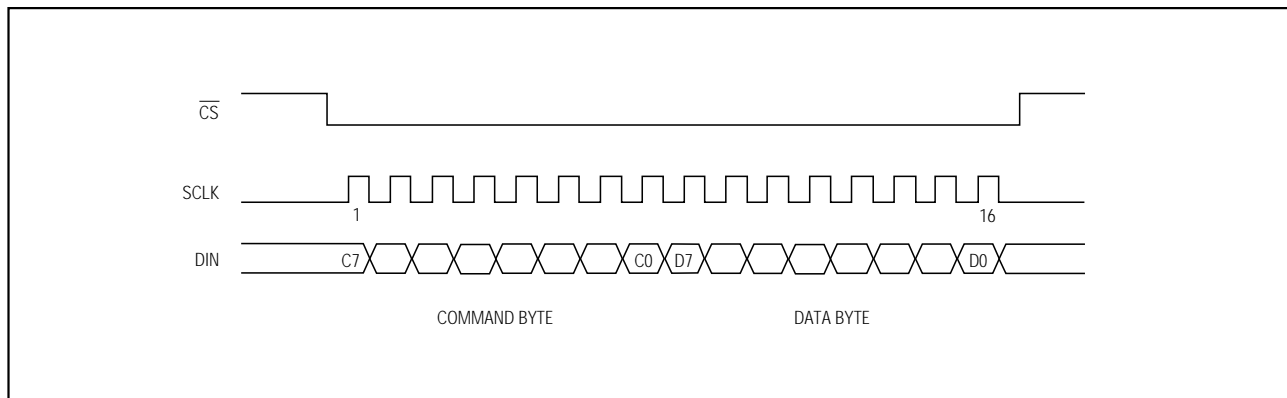 CS
SCLK
1
16
DIN
C7
C0
D7
D0
COMMAND BYTE
DATA BYTE